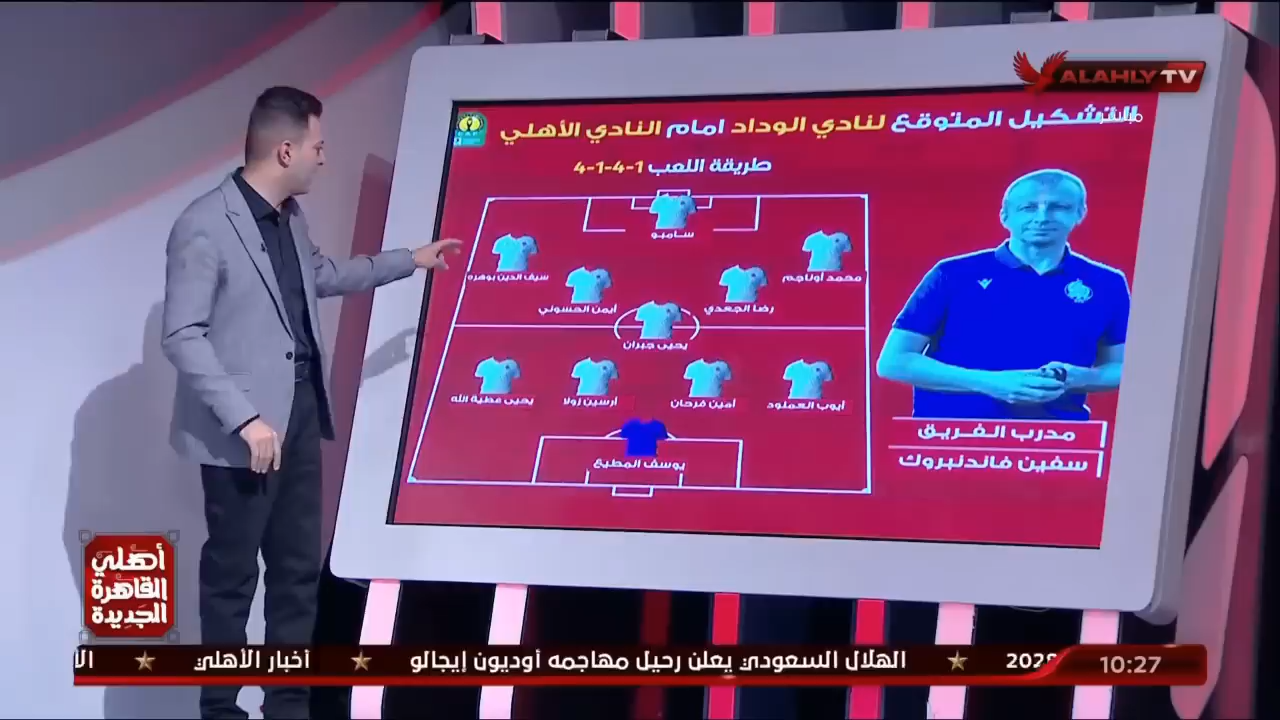 ALAHLY TV
التشكيل المتوقع لنادي الوداد امام النادي الأهلي
طريقة اللعب 1-4-1-4
سامبو
سيف الدين بوهره
محمد أوناجم
أيمن الحسوني
رضا الجعدي
يحيى جبران
يحيى عطية الله
أرسين زولا
أمين فرحان
أيوب العملود
يوسف المطيع
مدرب الفريق
سفين فاندنبروك
أهلي
القاهرة
الجديدة
الهلال السعودي يعلن رحيل مهاجمه أوديون إيجالو
أخبار الأهلي
10:27